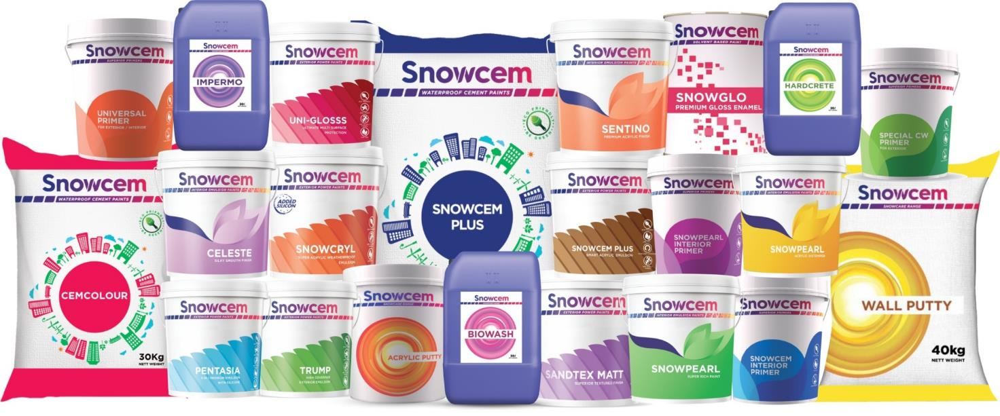 Snowcem
SUPERIOR PRIMERS
UNIVERSAL
PRIMER
FOR EXTERIOR / INTERIOR
Snowcem
IMPERMO
Snowcem
EXTERIOR POWER PAINTS
UNI-GLOSSS
ULTIMATE MULTI SURFACE
PROTECTION
Snowcem
WATERPROOF CEMENT PAINTS
ECO FRIENDLY
BE GREEN
SNOWCEM
PLUS
Snowcem
INTERIOR EMULSION PAINTS
SENTINO
PREMIUM ACRYLIC FINISH
Snowcem
SOLVENT BASED PAINT
SNOWGLO
PREMIUM GLOSS ENAMEL
Snowcem
HARDCRETE
Snowcem
SUPERIOR PRIMERS
SPECIAL CW
PRIMER
FOR EXTERIOR
Snowcem
WATERPROOF CEMENT PAINTS
ECO FRIENDLY
BE GREEN
CEMCOLOUR
30Kg
NETT WEIGHT
Snowcem
INTERIOR EMULSION PAINTS
CELESTE
SILKY SMOOTH FINISH
Snowcem
EXTERIOR POWER PAINTS
ADDED
SILICON
SNOWCRYL
SUPER ACRYLIC WEATHERPROOF
EMULSION
Snowcem
EXTERIOR POWER PAINTS
SNOWCEM PLUS
SMART ACRYLIC EMULSION
Snowcem
SUPERIOR PRIMERS
SNOWPEARL
INTERIOR
PRIMER
Snowcem
INTERIOR EMULSION PAINTS
SNOWPEARL
ACRYLIC DISTEMPER
Snowcem
SNOWCARE RANGE
WALL PUTTY
40kg
NETT WEIGHT
Snowcem
EXTERIOR POWER PAINTS
PENTASIA
WITH SILICONE
Snowcem
EXTERIOR POWER PAINTS
TRUMP
HIGH COVERAGE
EXTERIOR EMULSION
Snowcem
SNOWCARE RANGE
ACRYLIC PUTTY
Snowcem
BIOWASH
Snowcem
EXTERIOR POWER PAINTS
SANDTEX MATT
SUPERIOR TEXTURED FINISH
Snowcem
INTERIOR EMULSION PAINTS
SNOWPEARL
SUPER RICH PAINT
Snowcem
SUPERIOR PRIMERS
SNOWCEM
INTERIOR
PRIMER